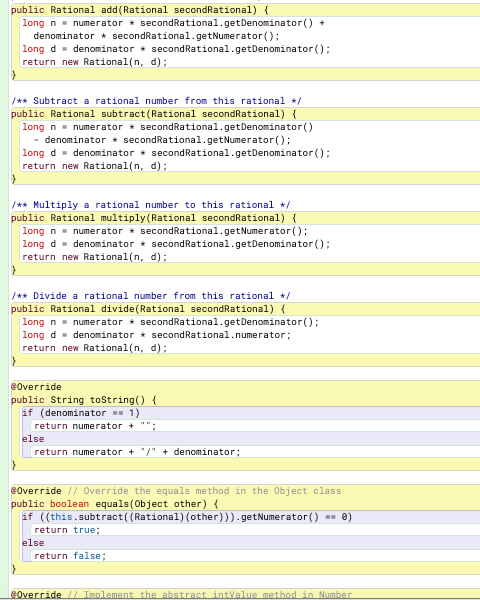 public Rational add(Rational secondRational) {
long n = numerator * secondRational.getDenominator() +
denominator * secondRational.getNumerator();
long d = denominator * secondRational.getDenominator();
return new Rational(n, d);
}
/** Subtract a rational number from this rational */
public Rational subtract(Rational secondRational) {
long n = numerator * secondRational.getDenominator()
- denominator * secondRational.getNumerator();
long d = denominator * secondRational.getDenominator();
return new Rational(n, d);
}
/** Multiply a rational number to this rational */
public Rational multiply(Rational secondRational) {
long n = numerator * secondRational.getNumerator();
long d = denominator * secondRational.getDenominator();
return new Rational(n, d);
}
/** Divide a rational number from this rational */
public Rational divide(Rational secondRational) {
long n = numerator * secondRational.getDenominator();
long d = denominator * secondRational.numerator;
return new Rational(n, d);
}
@Override
public String toString() {
if (denominator == 1)
return numerator + "";
else
return numerator + "/" + denominator;
}
@Override // Override the equals method in the Object class
public boolean equals(Object other) {
if ((this.subtract((Rational)(other))).getNumerator() == 0)
return true;
else
return false;
}
@Override // Implement the abstract intValue method in Number